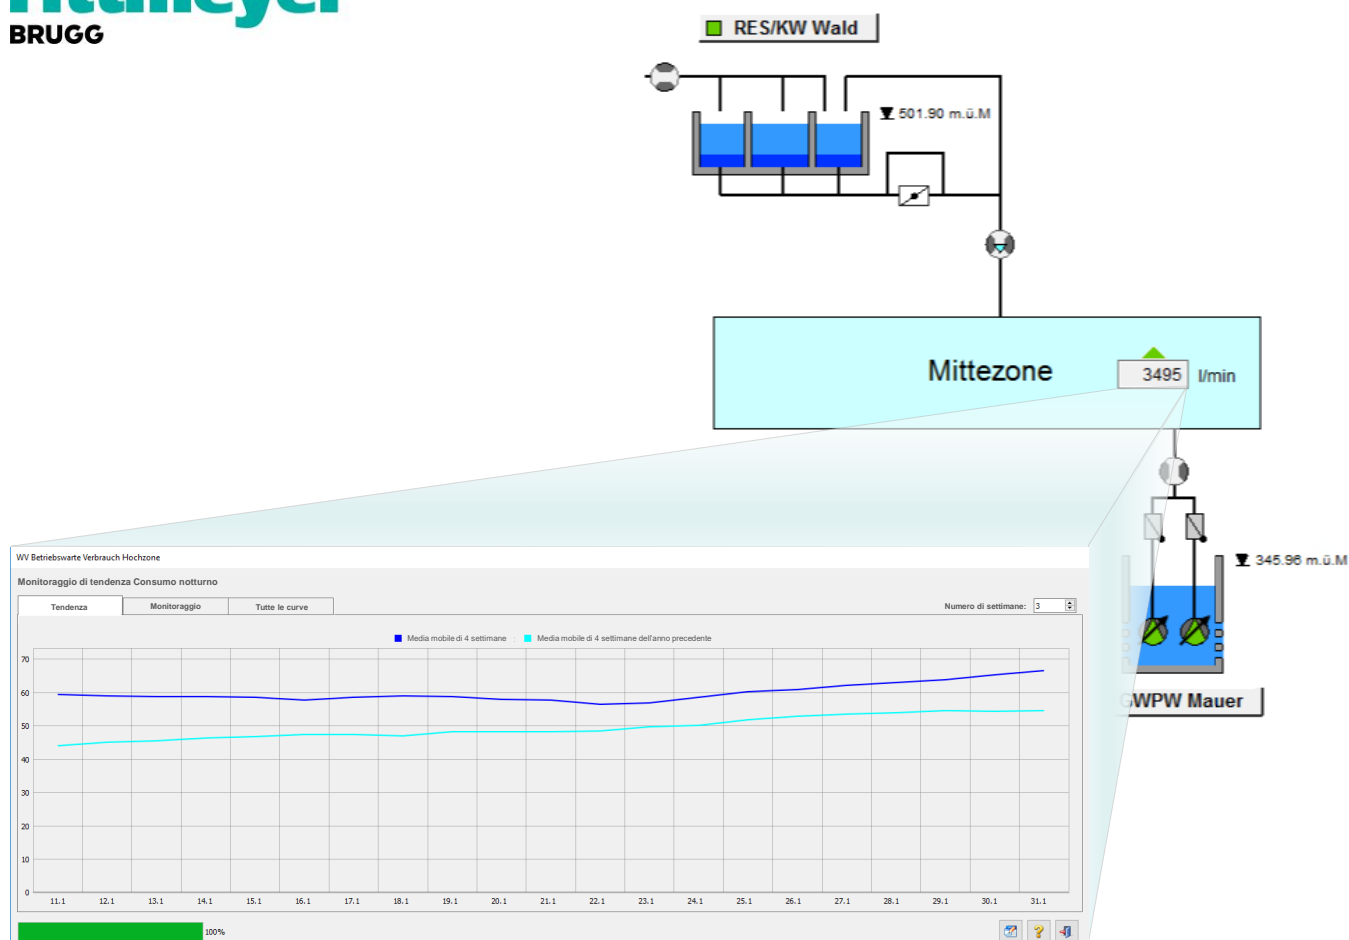 BRUGG
RES/KW Wald
501.90 m.ü.M
Mittezone
3495 l/min
345.96 m.ü.M
WPW Mauer
WV Betriebswarte Verbrauch Hochzone
Monitoraggio di tendenza Consumo notturno
Tendenza Monitoraggio Tutte le curve Numero di settimane: 3
Media mobile di 4 settimane Media mobile di 4 settimane dell'anno precedente
70
60
50
40
30
20
10
0
11.1 12.1 13.1 14.1 15.1 16.1 17.1 18.1 19.1 20.1 21.1 22.1 23.1 24.1 25.1 26.1 27.1 28.1 29.1 30.1 31.1
100%